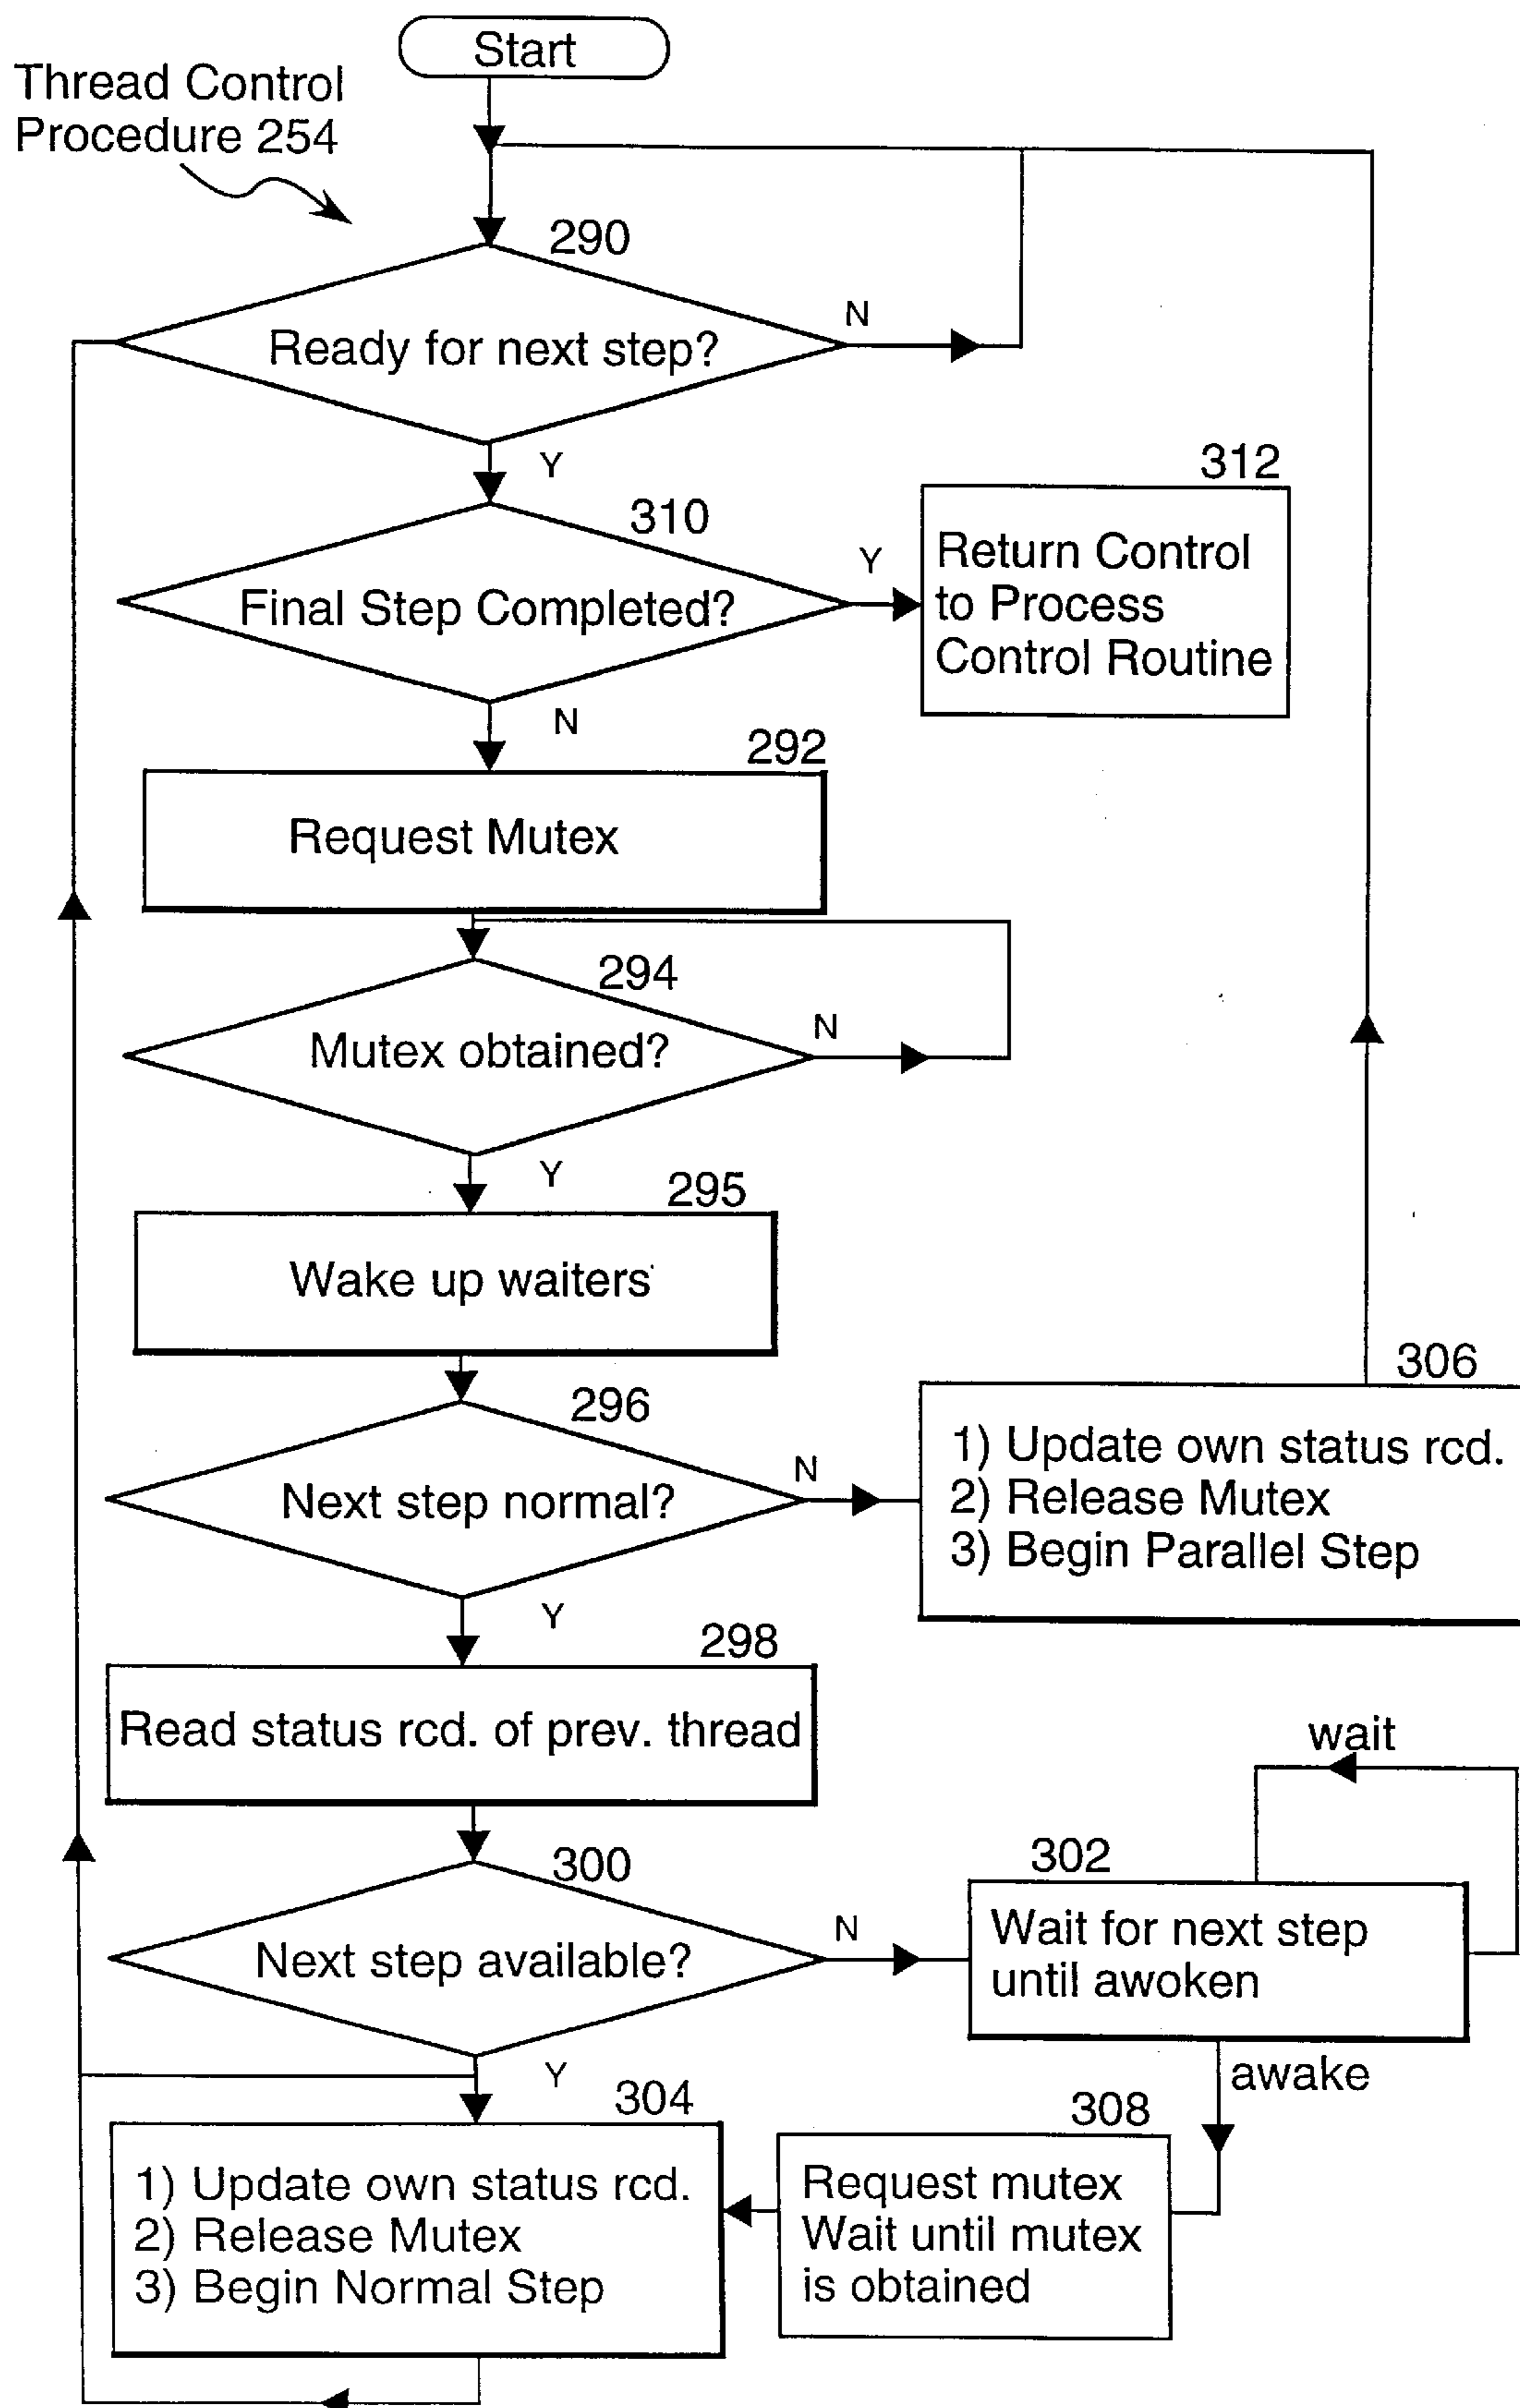 Start
Thread Control
Procedure 254
290
Ready for next step?
N
Y
312
310
Final Step Completed?
Y
Return Control
to Process
Control Routine
N
292
Request Mutex
294
Mutex obtained?
N
Y
295
Wake up waiters
306
296
Next step normal?
N
1) Update own status rcd.
2) Release Mutex
3) Begin Parallel Step
Y
298
Read status rcd. of prev. thread
wait
300
302
Next step available?
N
Wait for next step
until awoken
Y
awake
304
308
1) Update own status rcd.
2) Release Mutex
3) Begin Normal Step
Request mutex
Wait until mutex
is obtained